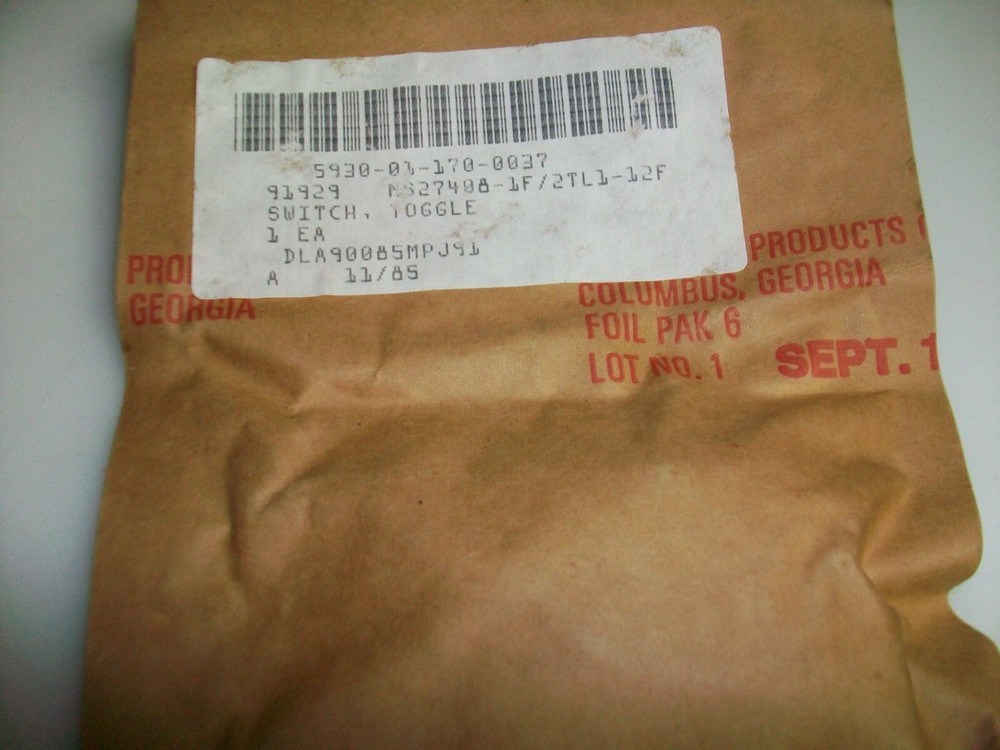 5930-01-170-0037
91929 MS27408-1F/2TL1-12F
SWITCH, TOGGLE
1 EA
DLA90085MPJ91
A 11/85
GEORGIA
PRODUCTS
COLUMBUS, GEORGIA
FOIL PAK 6
LOT NO. 1 SEPT. 1